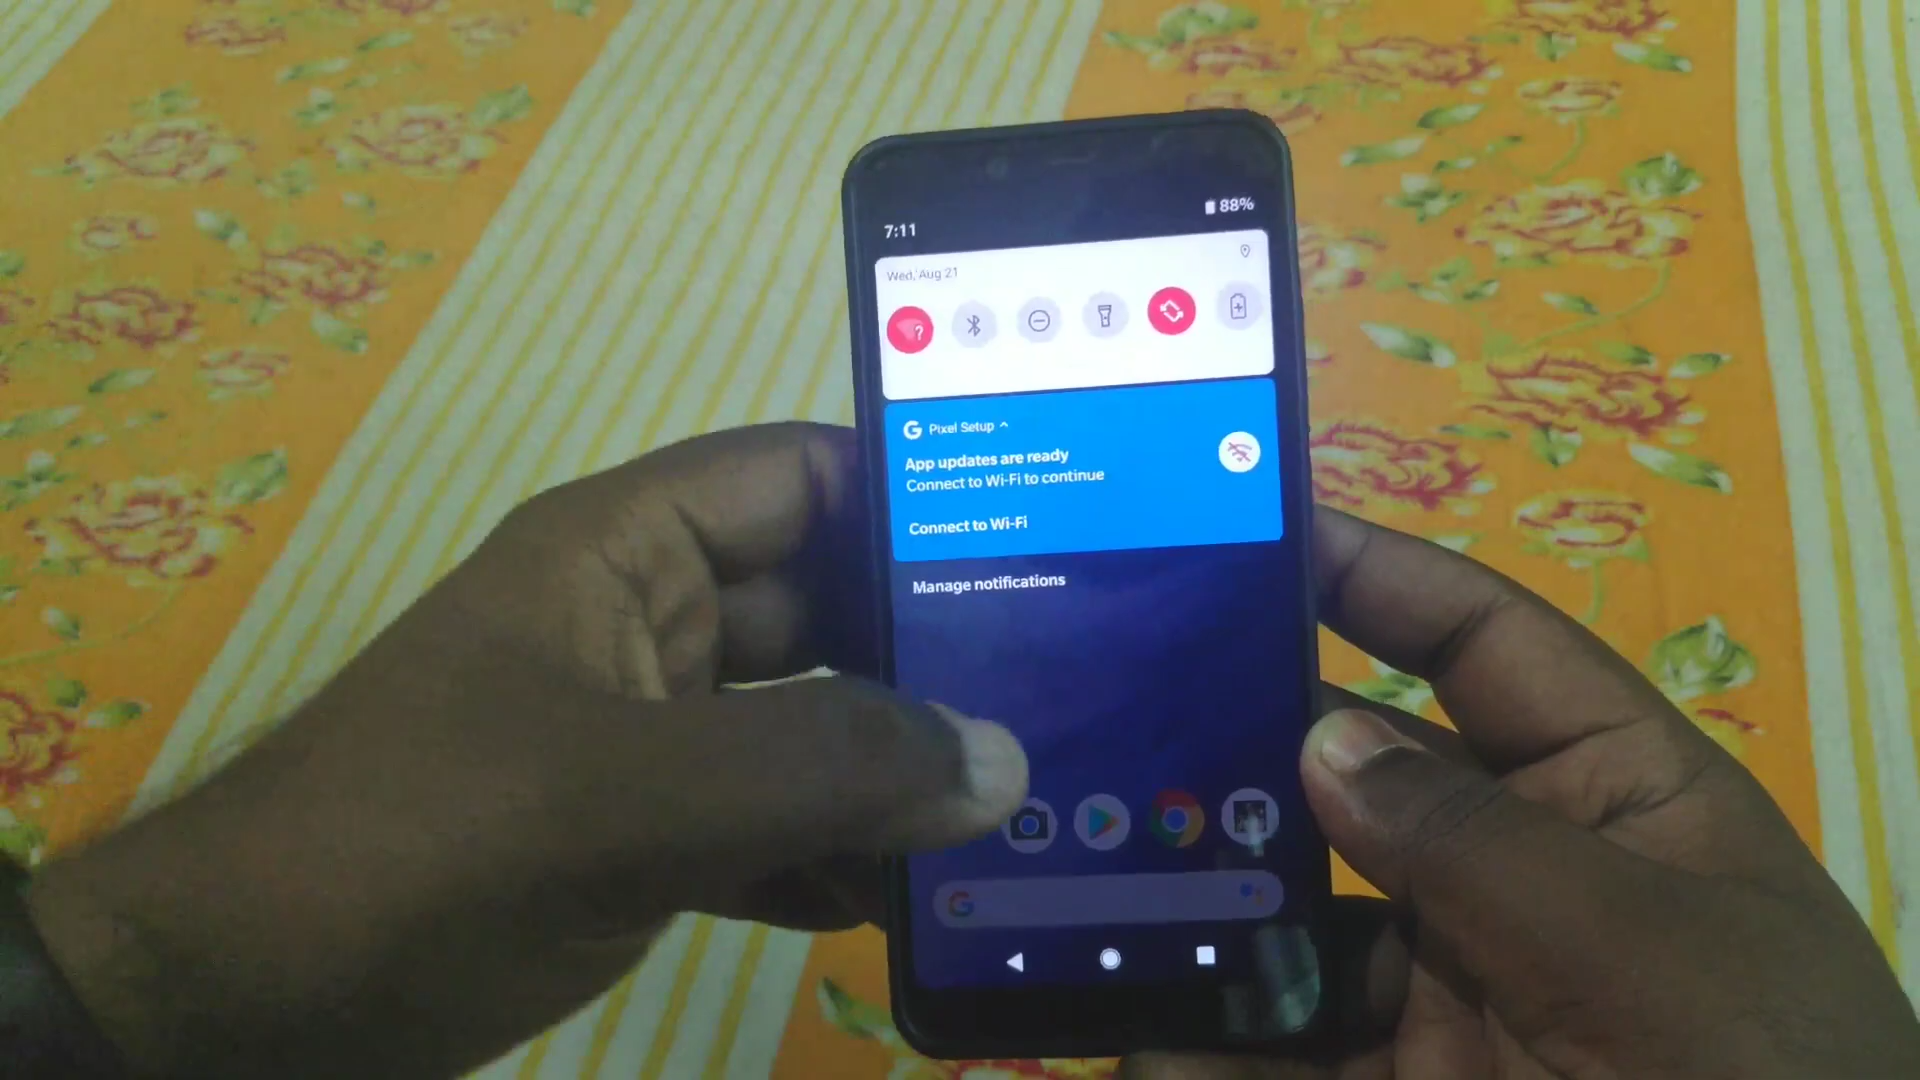 7:11
88%
Wed, Aug 21
?
G Pixel Setup
App updates are ready
Connect to Wi-Fi to continue
Connect to Wi-Fi
Manage notifications
G